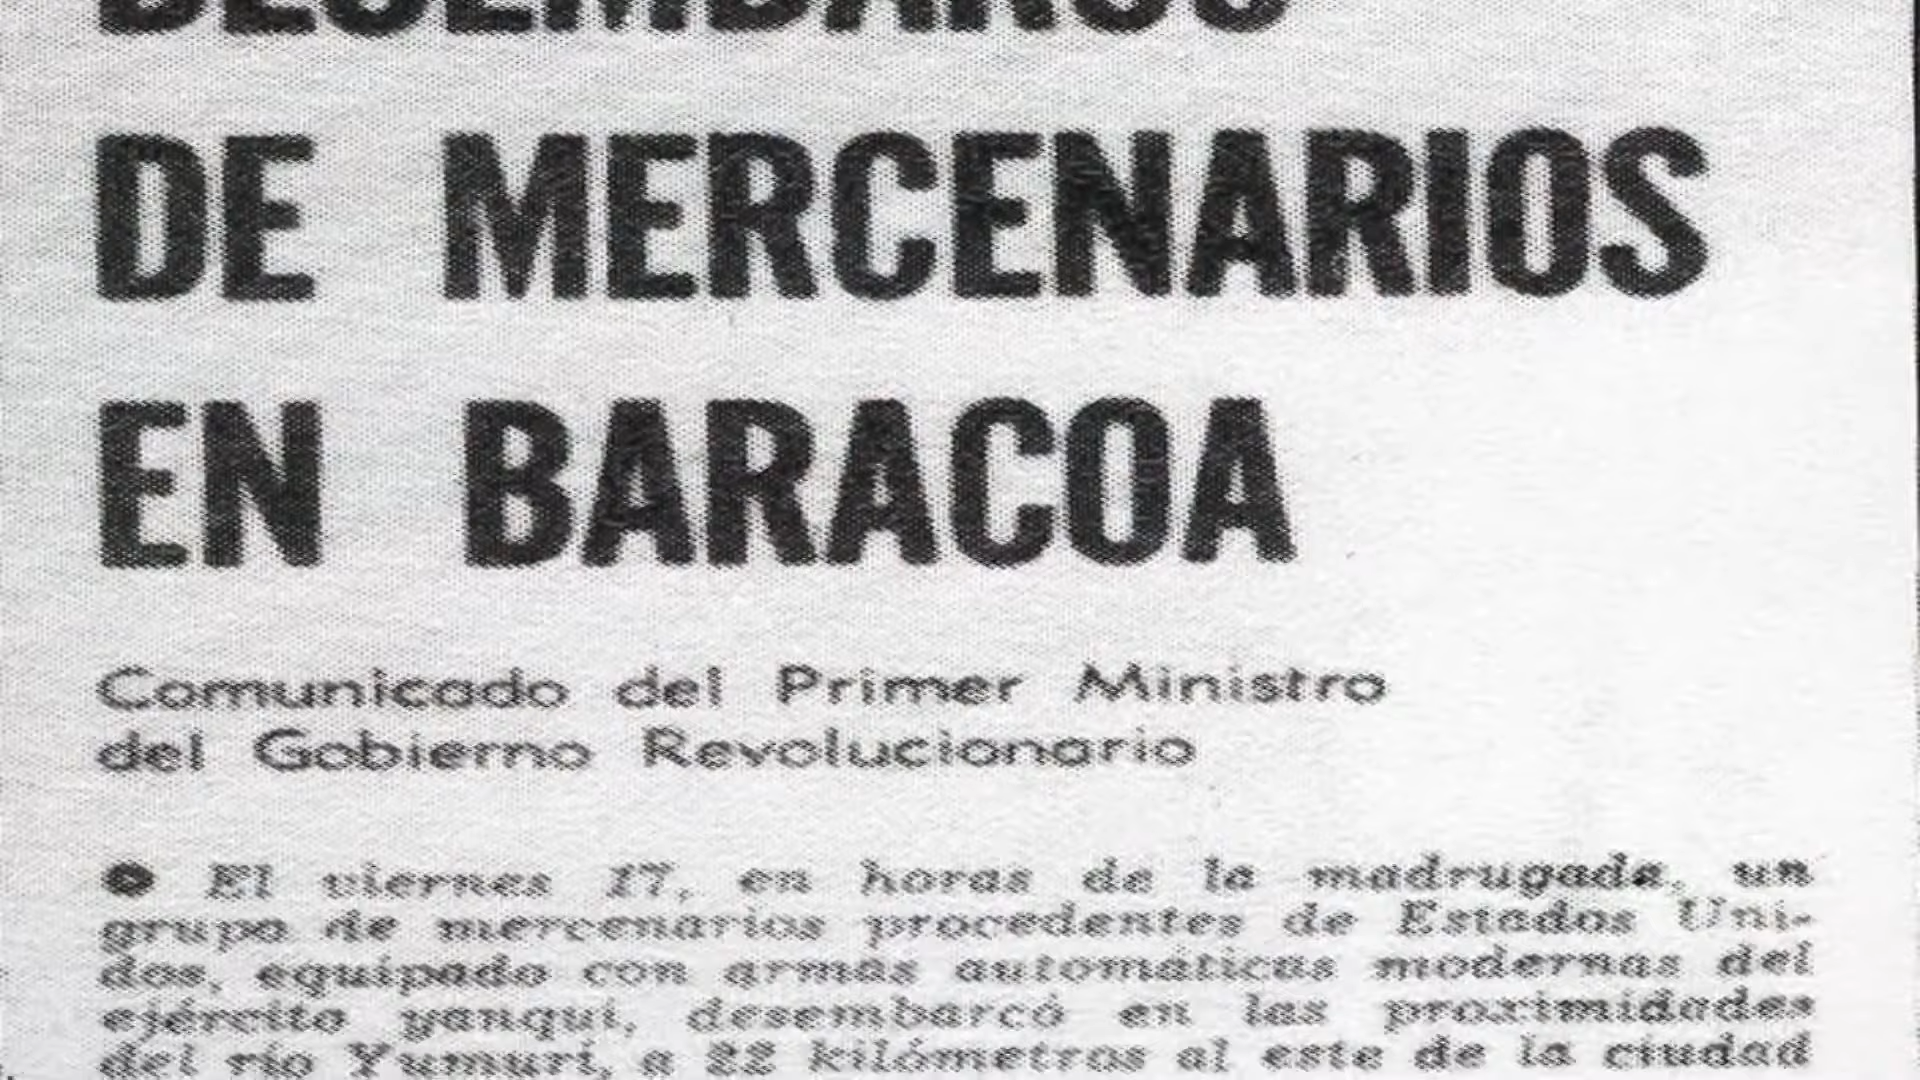 DESEMBARCO
DE MERCENARIOS
EN BARACOA
Comunicado del Primer Ministro
del Gobierno Revolucionario
El viernes 17, en horas de la madrugada, un
grupo de mercenarios procedentes de Estados Uni-
dos, equipado con armas automáticas modernas del
ejército yanqui, desembarcó en las proximidades
del río Yumurí, a 22 kilómetros al este de la ciudad